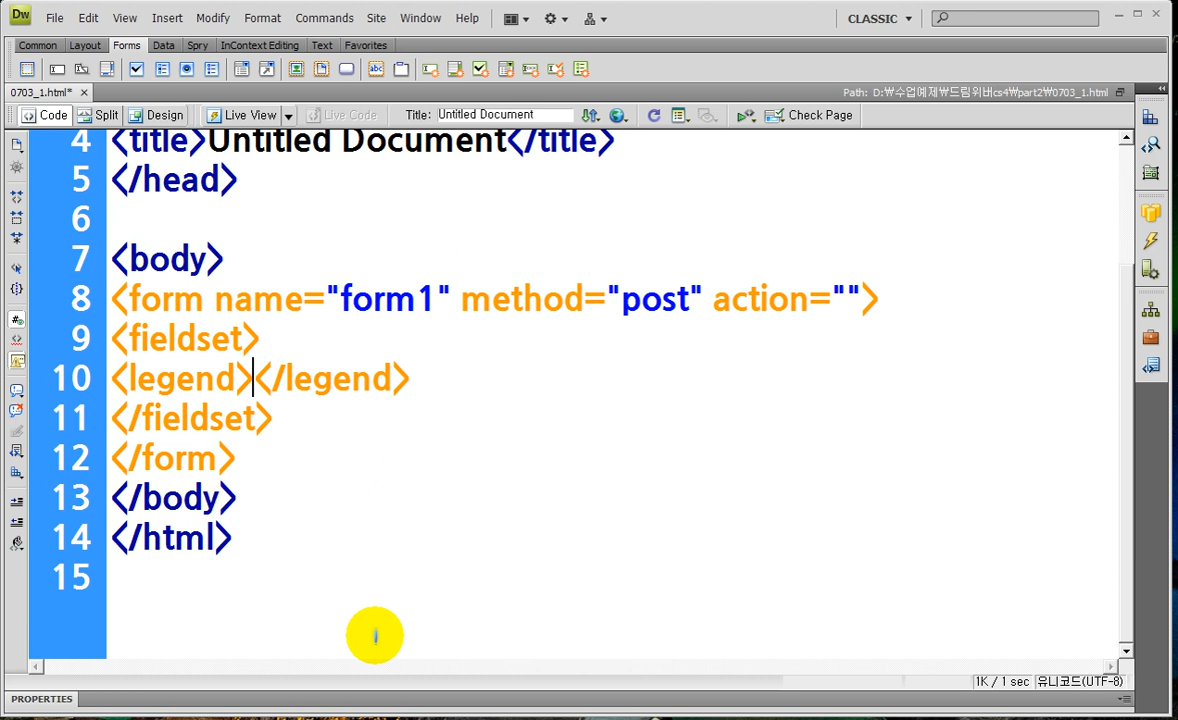 Dw File Edit View Insert Modify Format Commands Site Window Help CLASSIC
Common Layout Forms Data Spry InContext Editing Text Favorites
0703_1.html* Path: D:₩수업예제₩드림위버cs4₩part2₩0703_1.html
Code Split Design Live View Live Code Title: Untitled Document Check Page
4 <title>Untitled Document</title>
5 </head>
6
7 <body>
8 <form name="form1" method="post" action="">
9 <fieldset>
10 <legend></legend>
11 </fieldset>
12 </form>
13 </body>
14 </html>
15
1K / 1 sec 유니코드(UTF-8)
PROPERTIES